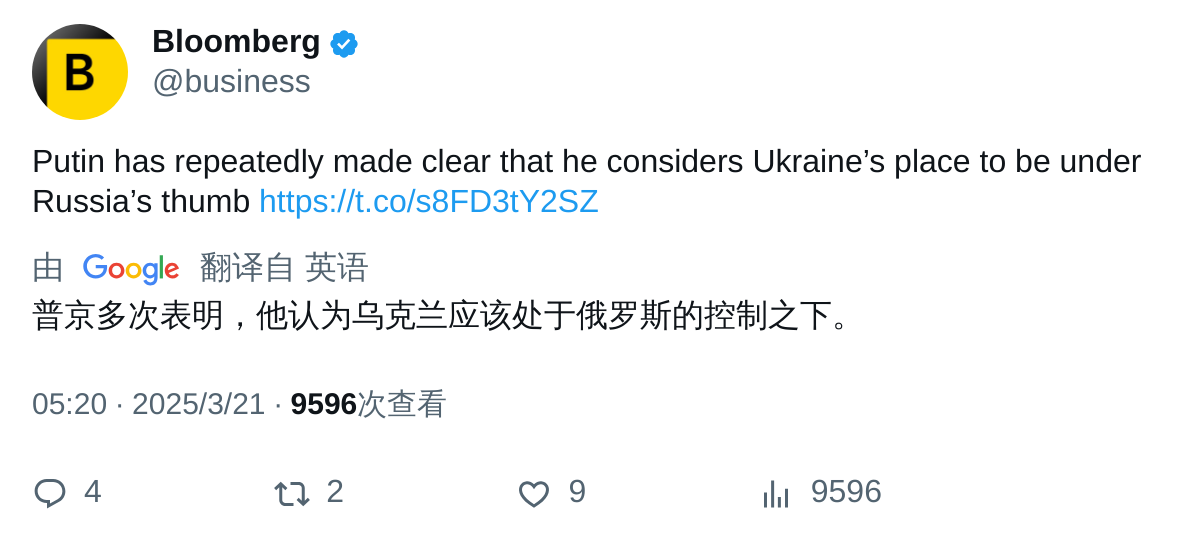 B
Bloomberg
@business
Putin has repeatedly made clear that he considers Ukraine’s place to be under
Russia’s thumb https://t.co/s8FD3tY2SZ
由 Google 翻译自 英语
普京多次表明，他认为乌克兰应该处于俄罗斯的控制之下。
05:20 · 2025/3/21 · 9596次查看
4 2 9 9596